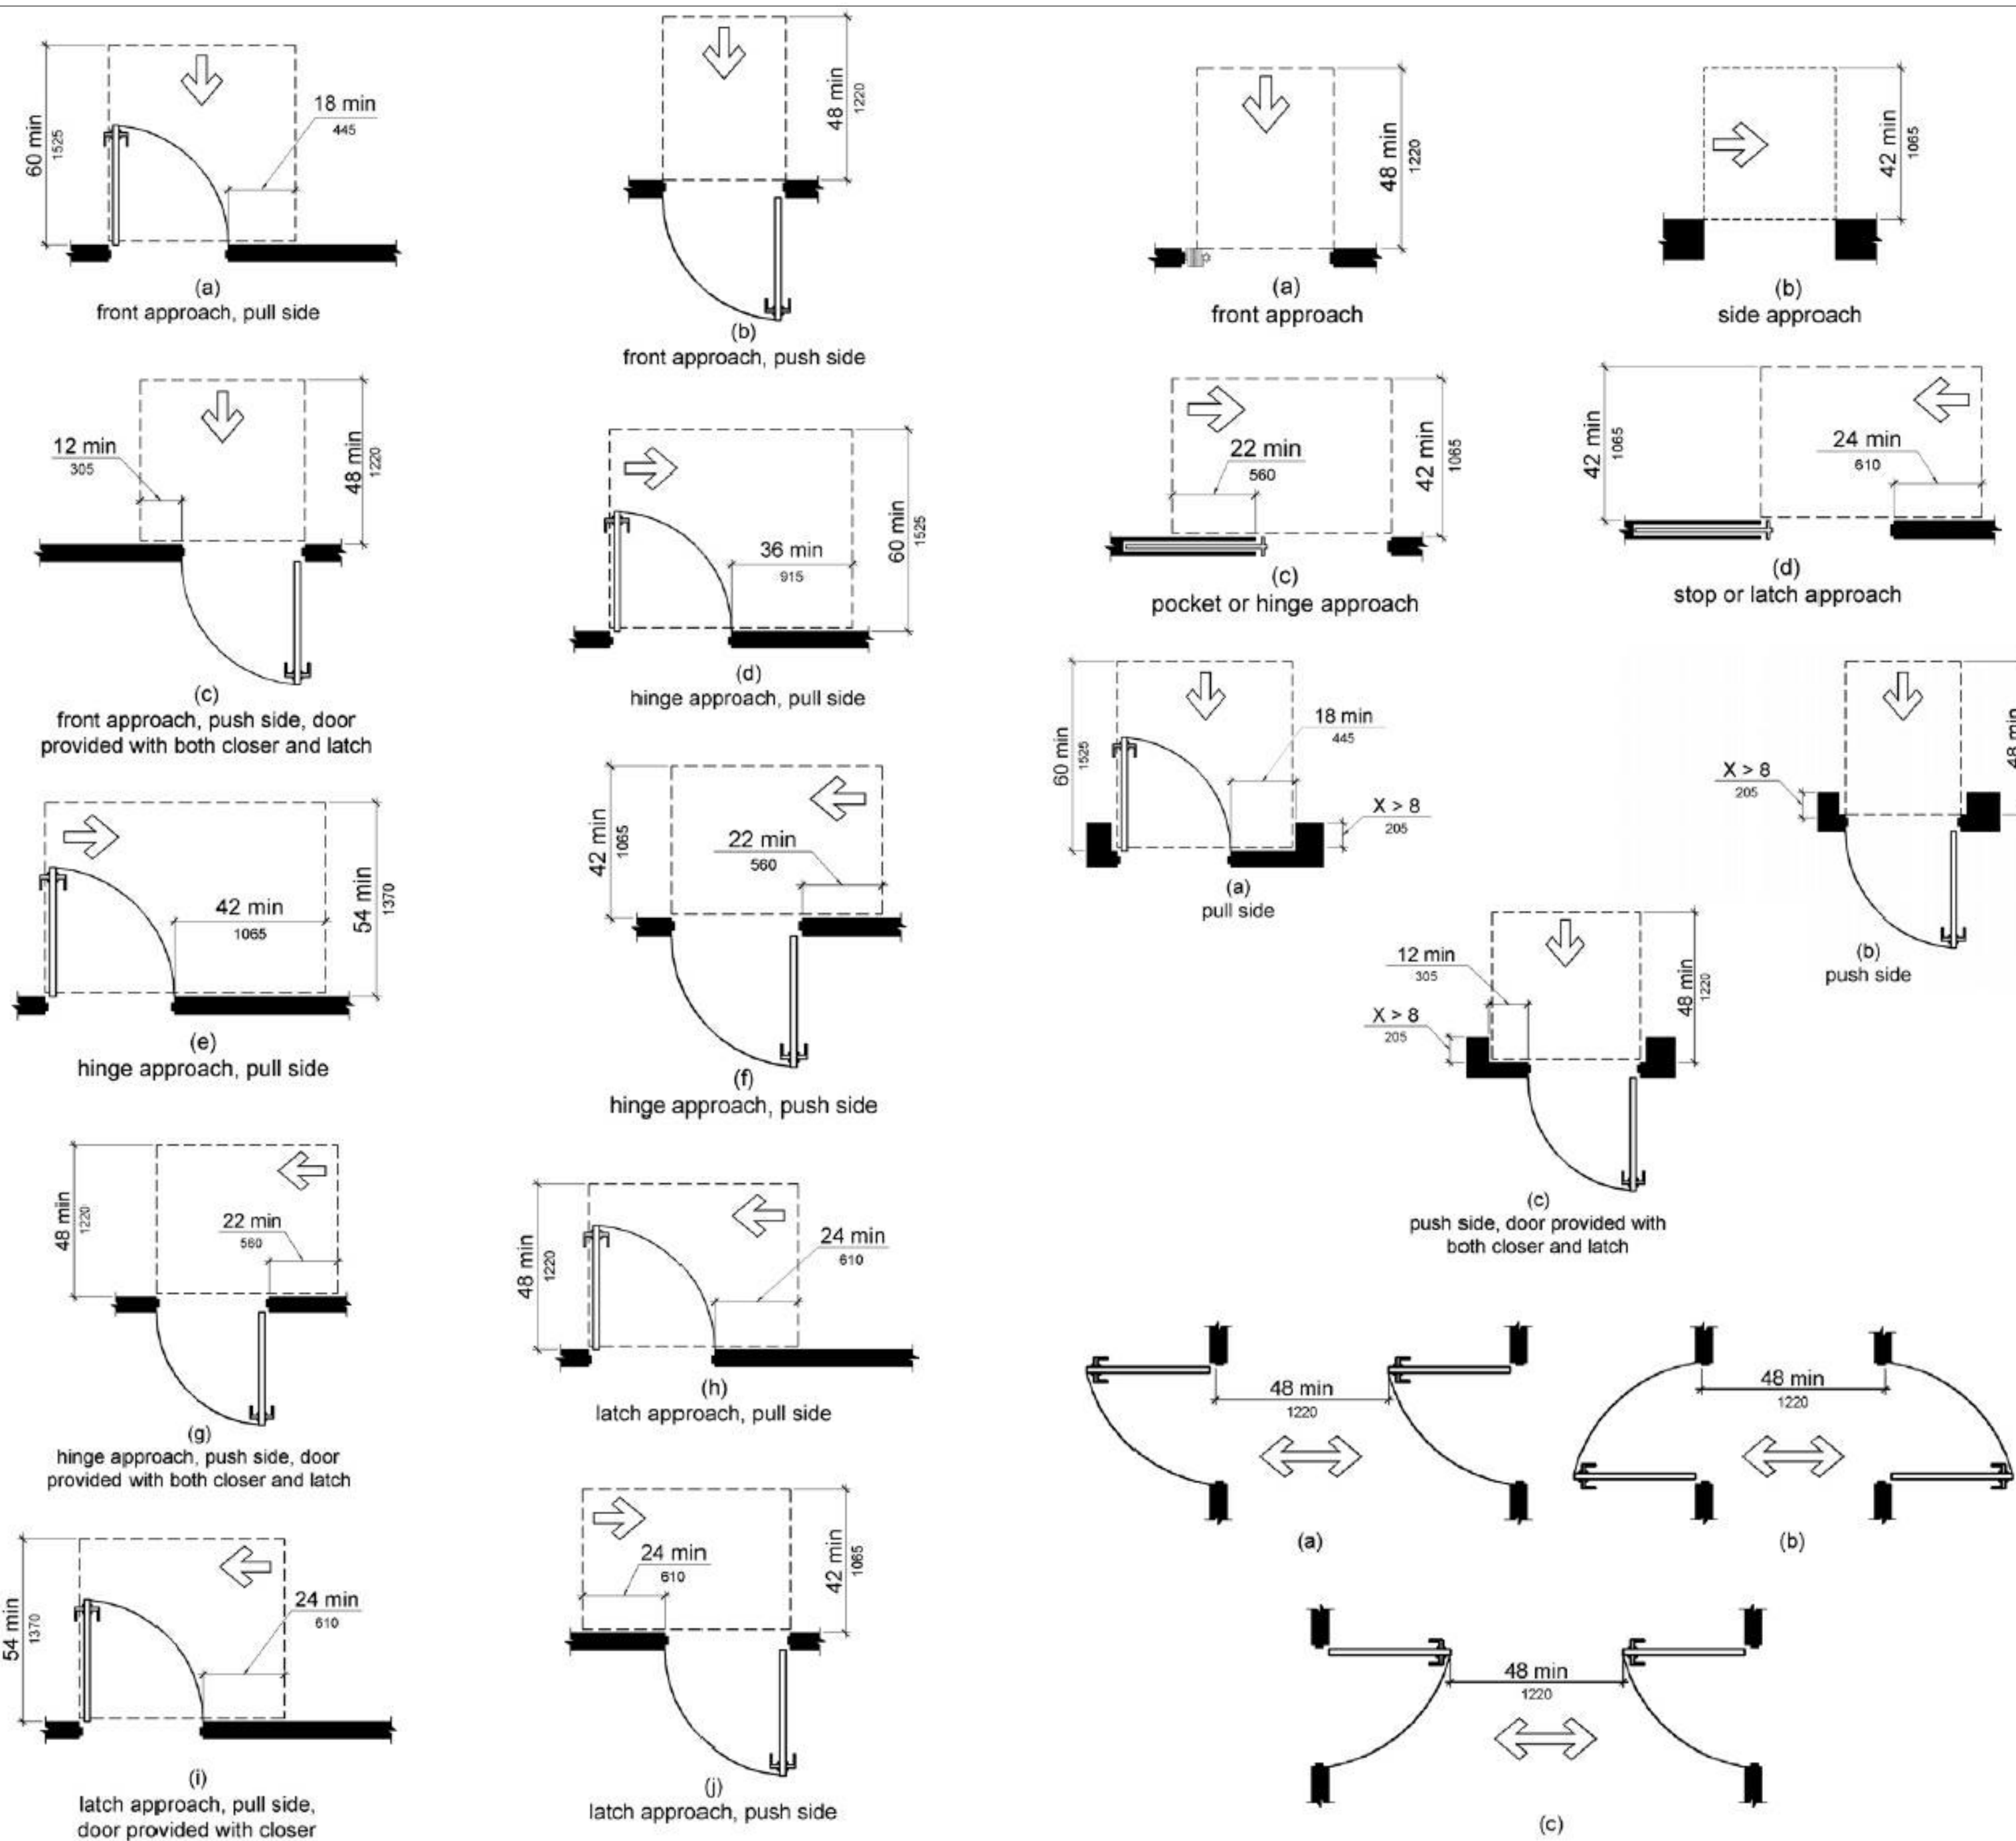 60 min
1525
18 min
445
(a)
front approach, pull side
48 min
1220
(b)
front approach, push side
12 min
305
48 min
1220
(c)
front approach, push side, door
provided with both closer and latch
36 min
915
60 min
1525
(d)
hinge approach, pull side
42 min
1065
54 min
1370
(e)
hinge approach, pull side
42 min
1065
22 min
560
(f)
hinge approach, push side
48 min
1220
22 min
560
(g)
hinge approach, push side, door
provided with both closer and latch
48 min
1220
24 min
610
(h)
latch approach, pull side
54 min
1370
24 min
610
(i)
latch approach, pull side,
door provided with closer
24 min
610
42 min
1065
(j)
latch approach, push side
48 min
1220
(a)
front approach
42 min
1065
(b)
side approach
22 min
560
42 min
1065
(c)
pocket or hinge approach
42 min
1065
24 min
610
(d)
stop or latch approach
60 min
1525
18 min
445
X > 8
205
(a)
pull side
X > 8
205
48 min
(b)
push side
12 min
305
X > 8
205
48 min
1220
(c)
push side, door provided with
both closer and latch
48 min
1220
(a)
48 min
1220
(b)
48 min
1220
(c)